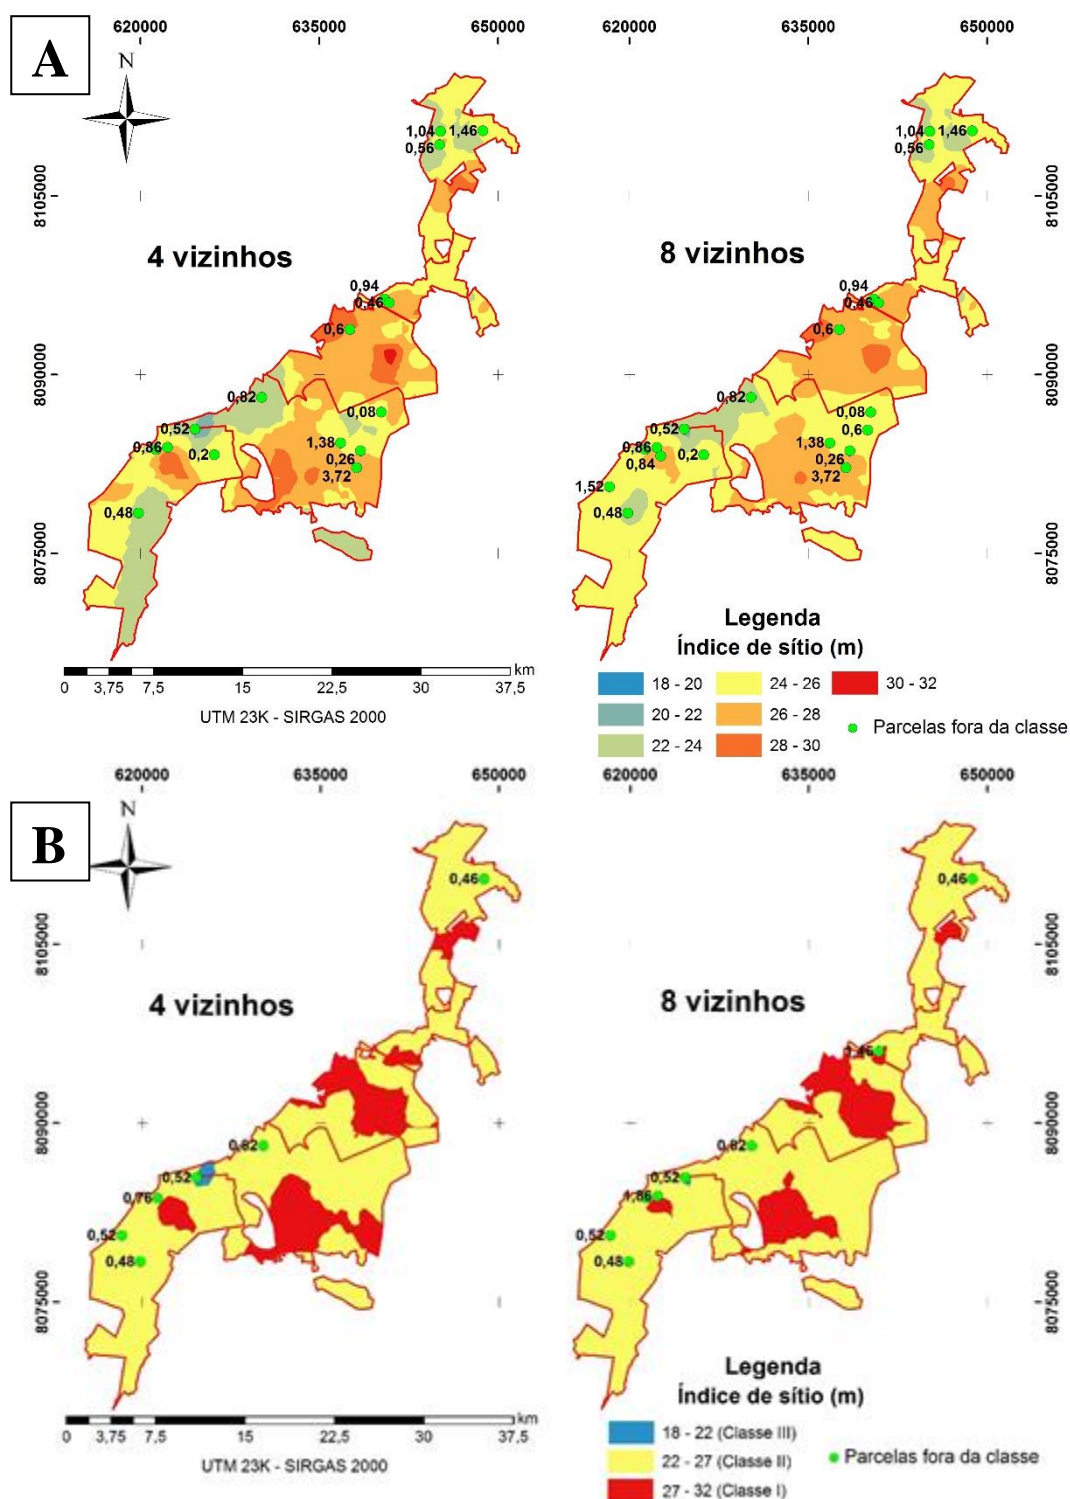 620000 635000 650000 620000 635000 650000
A
N
1,04 1,46 1,04 1,46
0,56 0,56
8105000 8105000
4 vizinhos 8 vizinhos
0,94 0,94
0,46 0,46
0,6 0,6
8090000 8090000
0,82 0,82
0,08 0,08
0,52 0,52 0,6
0,86 1,38 0,86 1,38
0,2 0,26 0,84 0,2 0,26
3,72 3,72
1,52
0,48 0,48
8075000 8075000
Legenda
Índice de sítio (m)
km
0 3,75 7,5 15 22,5 30 37,5
UTM 23K - SIRGAS 2000
18 - 20 24 - 26 30 - 32
20 - 22 26 - 28 Parcelas fora da classe
22 - 24 28 - 30
620000 635000 650000 620000 635000 650000
B
N
0,46 0,46
8105000 8105000
4 vizinhos 8 vizinhos
1,46
8090000 8090000
0,82 0,82
0,52 0,52
0,76 1,86
0,52 0,52
0,48 0,48
8075000 8075000
Legenda
Índice de sítio (m)
km
0 3,75 7,5 15 22,5 30 37,5
UTM 23K - SIRGAS 2000
18 - 22 (Classe III)
22 - 27 (Classe II) Parcelas fora da classe
27 - 32 (Classe I)